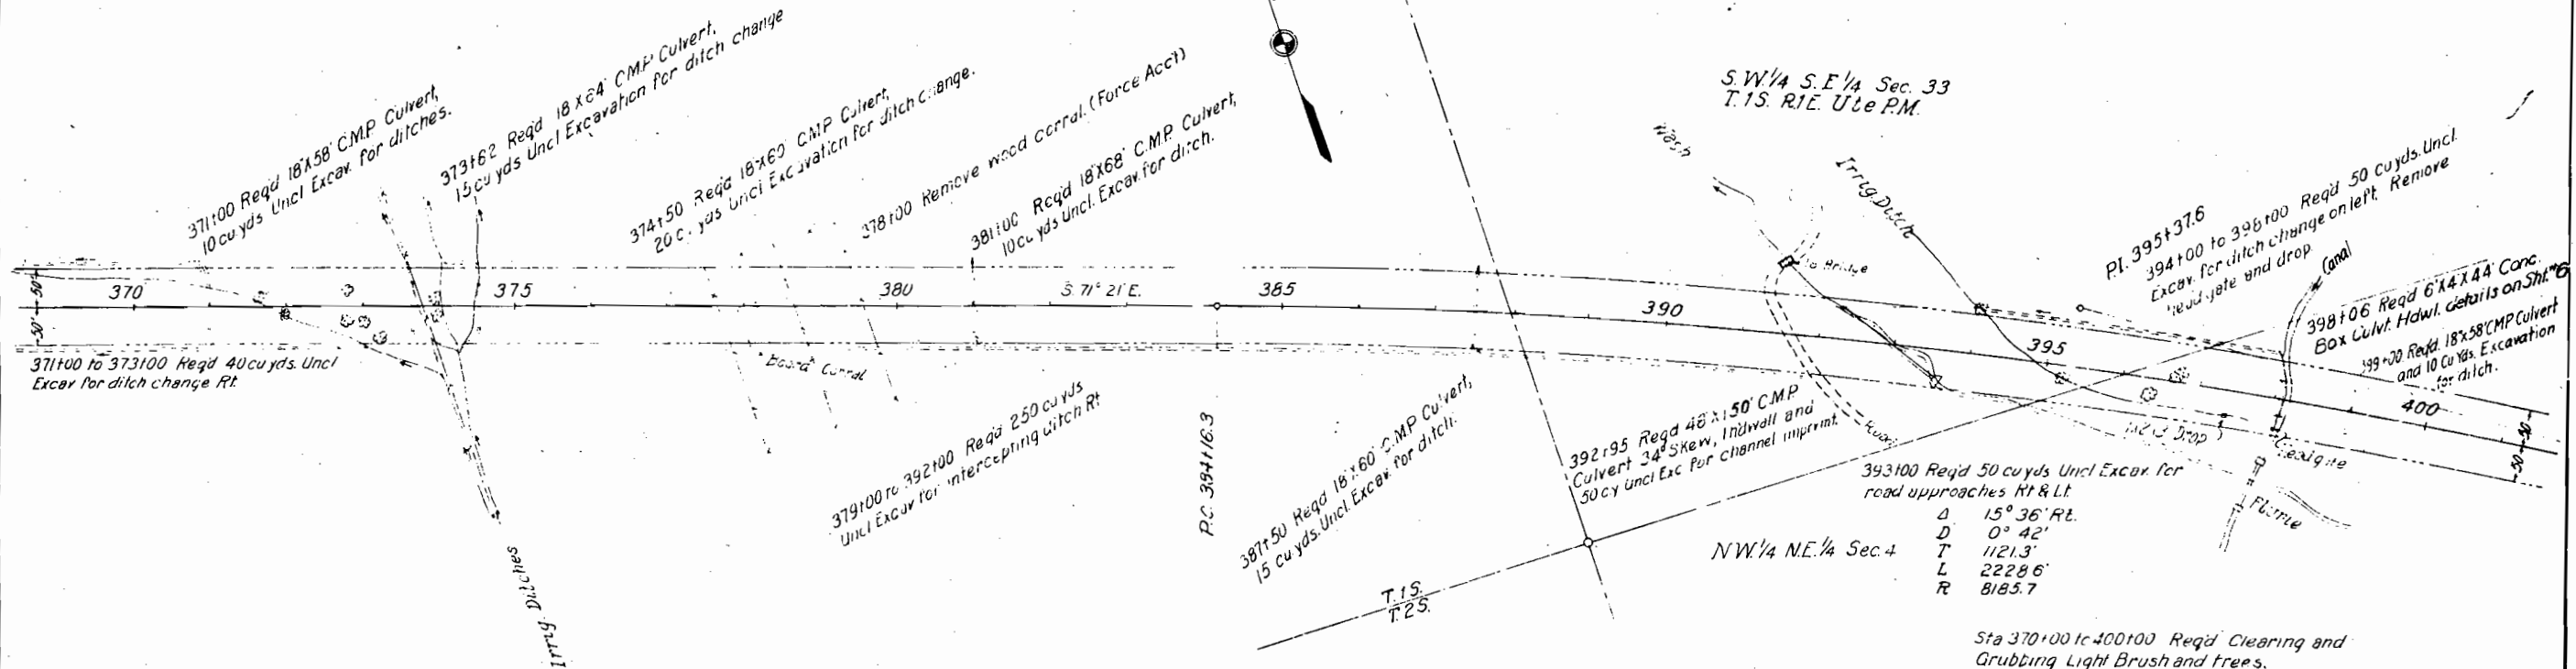 371+00 Reqd 18"X58' C.M.P. Culvert,
10 cu yds Uncl Excav. for ditches.
373+62 Reqd 18"X64' C.M.P. Culvert,
15 cu yds Uncl Excavation for ditch change
374+50 Reqd 18"X60' C.M.P. Culvert,
20 cu yds Uncl Excavation for ditch change.
378+00 Remove wood corral. (Force Acct)
381+00 Reqd 18"X68' C.M.P. Culvert,
10 cu yds Uncl. Excav. for ditch.
S.W.1/4 S.E.1/4 Sec. 33
T.1S. R.1E. Ute P.M.
Wash
Irrig. Ditch
P.I. 395+37.6
394+00 to 398+00 Reqd 50 cu yds. Uncl.
Excav. for ditch change on left. Remove
headgate and drop.
Canal
398+06 Reqd 6'X4'X44' Conc.
Box Culvt. Hdwl. details on Sht. #6
399+00 Reqd. 18"x58' CMP Culvert
and 10 Cu Yds. Excavation
for ditch.
50'
50'
370
375
380
S. 71° 21' E.
385
390
395
400
50'
50'
Bridge
371+00 to 373+00 Reqd 40 cu yds. Uncl
Excav for ditch change Rt.
Board Corral
379+00 to 392+00 Reqd 250 cu yds
Uncl Excav for intercepting ditch Rt
P.C. 384+16.3
387+50 Reqd 18"x60' C.M.P. Culvert,
15 cu yds. Uncl. Excav. for ditch.
392+95 Reqd 48"x150' C.M.P.
Culvert 34° Skew, Hdwall and
50 cy Uncl Exc for channel imprvmt.
Road
Drop
Headgate
Flume
393+00 Reqd 50 cu yds Uncl Excav. for
road approaches Rt & Lt.
Δ 15° 36' Rt.
D 0° 42'
T 1121.3'
L 2228.6'
R 8185.7
NW.1/4 N.E.1/4 Sec. 4
T.1S.
T.2S.
Irrig. Ditches
Sta 370+00 to 400+00 Reqd Clearing and
Grubbing Light Brush and trees.